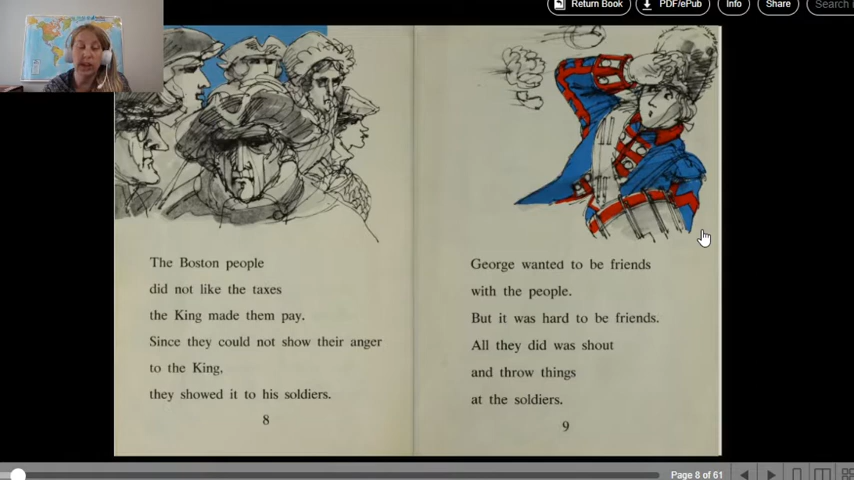 Return Book
PDF/ePub
Info
Share
Search
The Boston people
did not like the taxes
the King made them pay.
Since they could not show their anger
to the King,
they showed it to his soldiers.
8
George wanted to be friends
with the people.
But it was hard to be friends.
All they did was shout
and throw things
at the soldiers.
9
Page 8 of 61